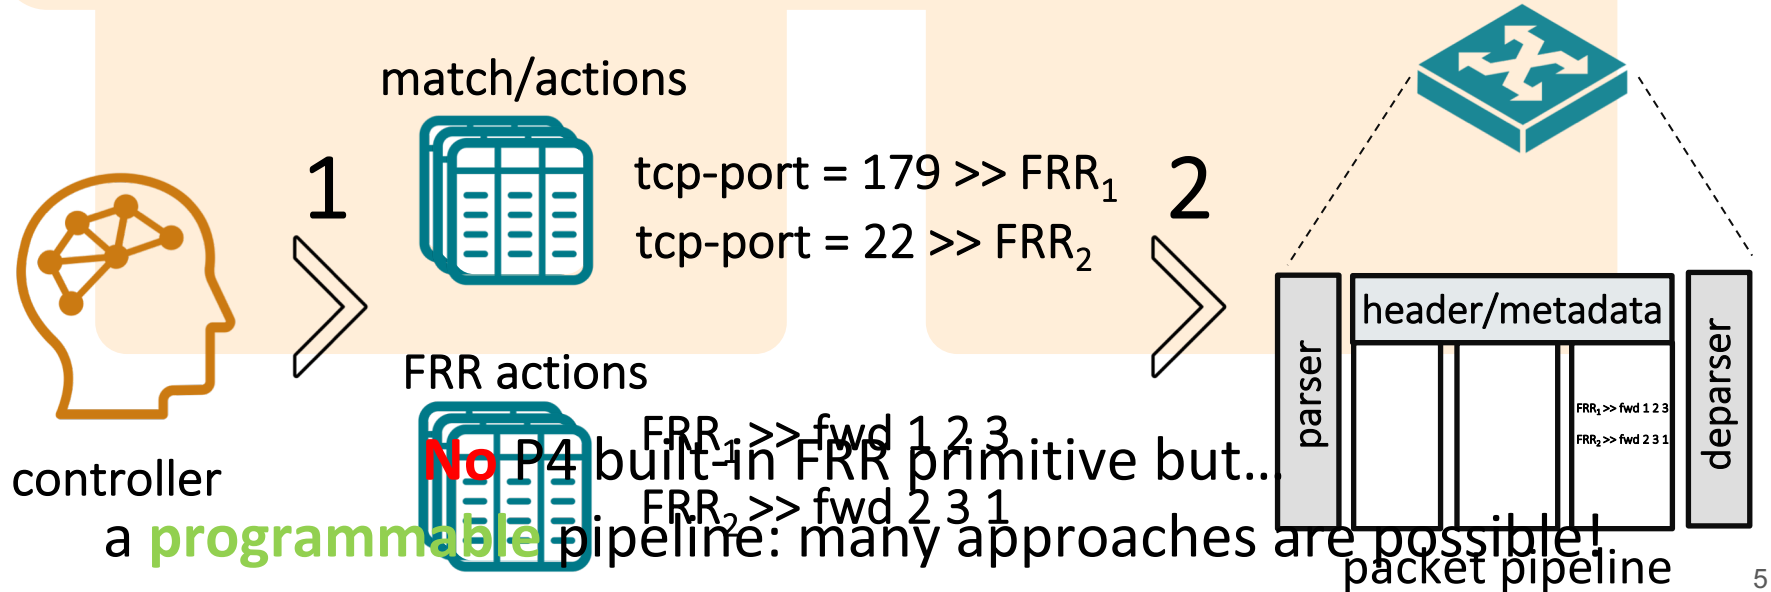 match/actions
1
tcp-port = 179 >> FRR1
tcp-port = 22 >> FRR2
2
controller
FRR actions
FRR1 >> fwd 1 2 3
FRR2 >> fwd 2 3 1
No P4 built-in FRR primitive but...
a programmable pipeline: many approaches are possible!
parser
header/metadata
FRR1 >> fwd 1 2 3
FRR2 >> fwd 2 3 1
deparser
packet pipeline
5